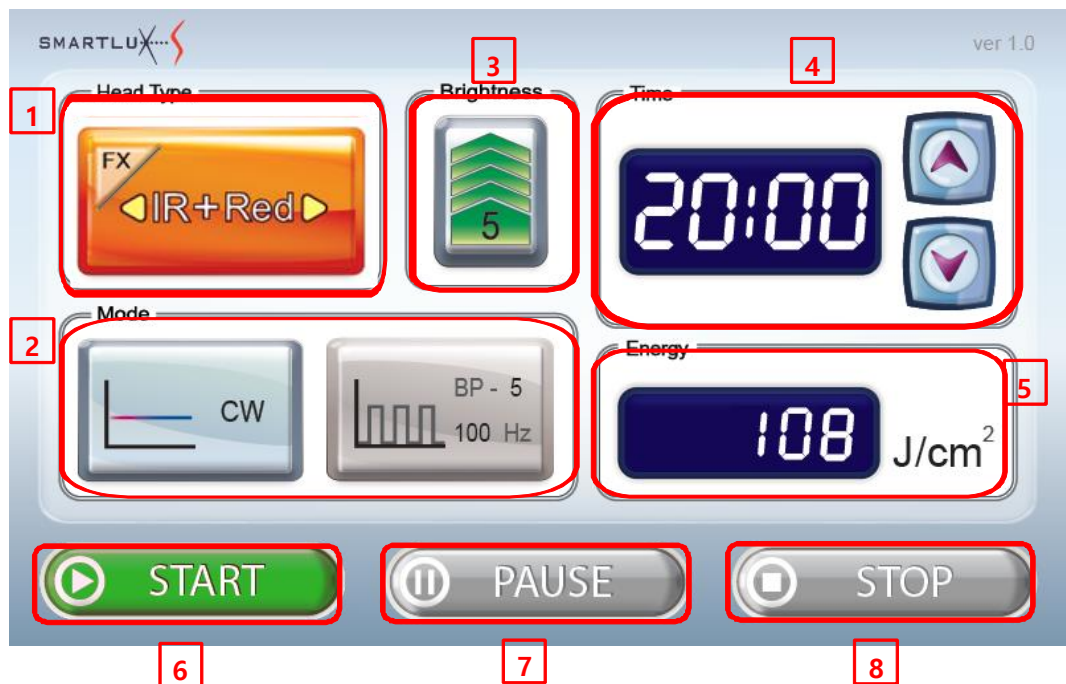 SMARTLUX
ver 1.0
1
Head Type
FX
IR+Red
3
Brightness
5
4
Time
20:00
2
Mode
CW
BP - 5
100 Hz
Energy
5
108 J/cm²
START
PAUSE
STOP
6
7
8